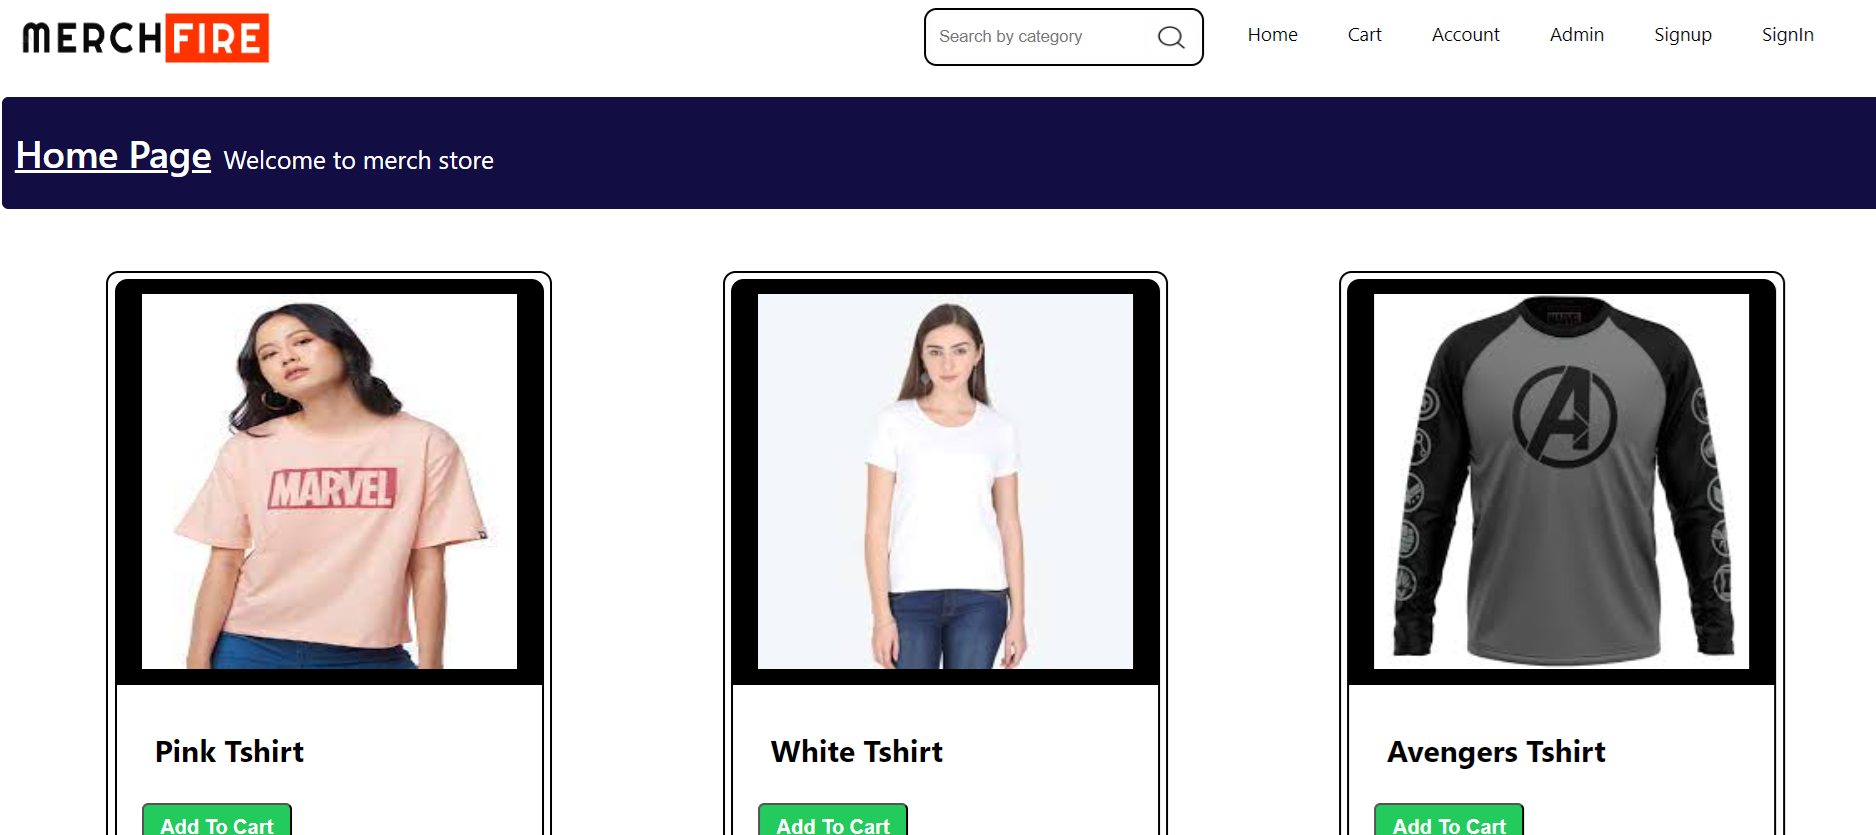 MERCHFIRE
Search by category
Home Cart Account Admin Signup SignIn
Home Page Welcome to merch store
MARVEL
MARVEL
A
Pink Tshirt
White Tshirt
Avengers Tshirt
Add To Cart
Add To Cart
Add To Cart